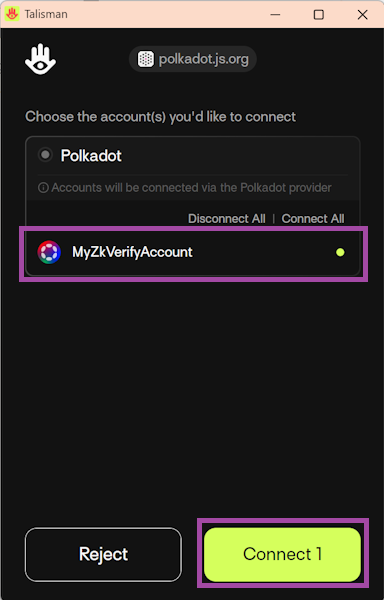 Talisman
polkadot.js.org
Choose the account(s) you'd like to connect
Polkadot
Accounts will be connected via the Polkadot provider
Disconnect All | Connect All
MyZkVerifyAccount
Reject
Connect 1